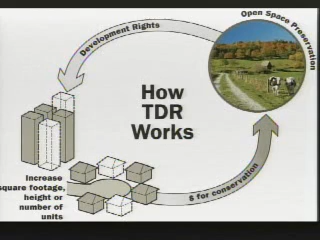 Development Rights
Open Space Preservation
How
TDR
Works
Increase
square footage,
height or
number of
units
$ for conservation